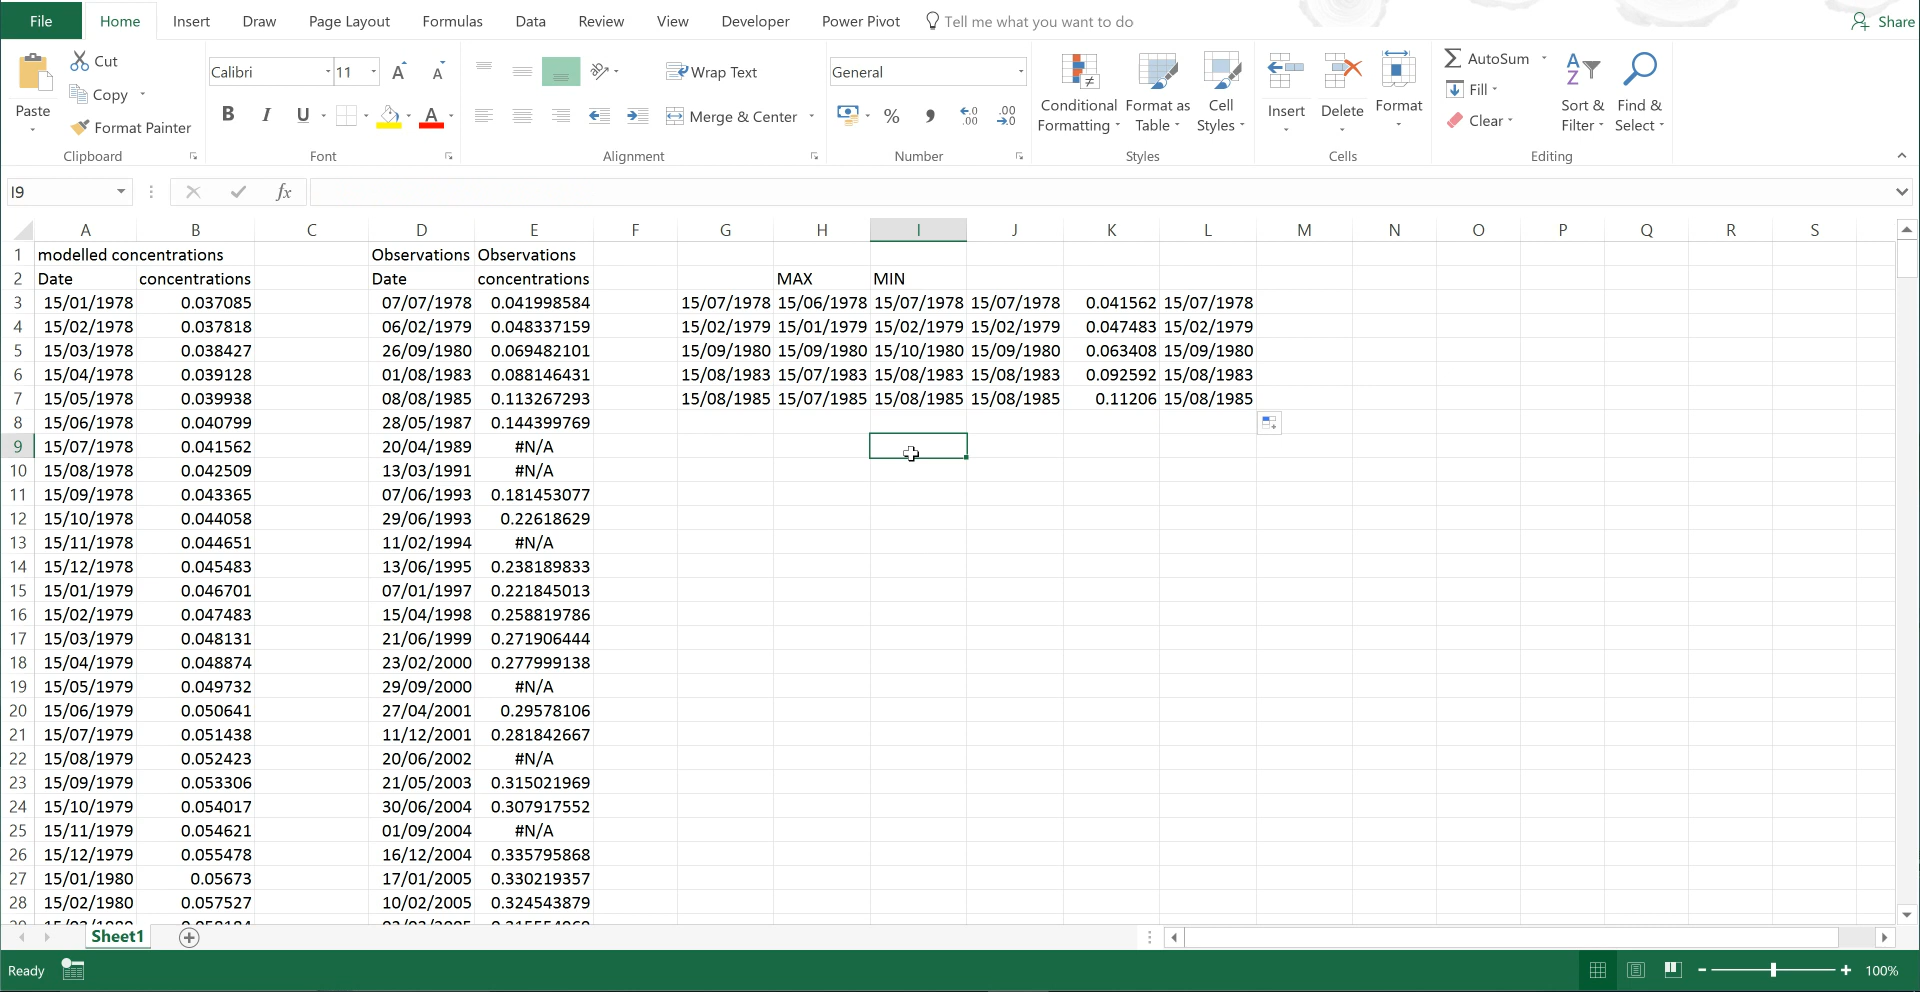 File Home Insert Draw Page Layout Formulas Data Review View Developer Power Pivot Tell me what you want to do Share
Cut
Copy
Format Painter
Paste
Clipboard
Calibri 11 A A
B I U A
Font
Wrap Text
Merge & Center
Alignment
General
% , .0 .00 .00 .0
Number
Conditional Formatting
Format as Table
Cell Styles
Styles
Insert Delete Format
Cells
AutoSum
Fill
Clear
Sort & Filter
Find & Select
Editing
I9 fx
A B C D E F G H I J K L M N O P Q R S
1 modelled concentrations Observations Observations
2 Date concentrations Date concentrations MAX MIN
3 15/01/1978 0.037085 07/07/1978 0.041998584 15/07/1978 15/06/1978 15/07/1978 15/07/1978 0.041562 15/07/1978
4 15/02/1978 0.037818 06/02/1979 0.048337159 15/02/1979 15/01/1979 15/02/1979 15/02/1979 0.047483 15/02/1979
5 15/03/1978 0.038427 26/09/1980 0.069482101 15/09/1980 15/09/1980 15/10/1980 15/09/1980 0.063408 15/09/1980
6 15/04/1978 0.039128 01/08/1983 0.088146431 15/08/1983 15/07/1983 15/08/1983 15/08/1983 0.092592 15/08/1983
7 15/05/1978 0.039938 08/08/1985 0.113267293 15/08/1985 15/07/1985 15/08/1985 15/08/1985 0.11206 15/08/1985
8 15/06/1978 0.040799 28/05/1987 0.144399769
9 15/07/1978 0.041562 20/04/1989 #N/A
10 15/08/1978 0.042509 13/03/1991 #N/A
11 15/09/1978 0.043365 07/06/1993 0.181453077
12 15/10/1978 0.044058 29/06/1993 0.22618629
13 15/11/1978 0.044651 11/02/1994 #N/A
14 15/12/1978 0.045483 13/06/1995 0.238189833
15 15/01/1979 0.046701 07/01/1997 0.221845013
16 15/02/1979 0.047483 15/04/1998 0.258819786
17 15/03/1979 0.048131 21/06/1999 0.271906444
18 15/04/1979 0.048874 23/02/2000 0.277999138
19 15/05/1979 0.049732 29/09/2000 #N/A
20 15/06/1979 0.050641 27/04/2001 0.29578106
21 15/07/1979 0.051438 11/12/2001 0.281842667
22 15/08/1979 0.052423 20/06/2002 #N/A
23 15/09/1979 0.053306 21/05/2003 0.315021969
24 15/10/1979 0.054017 30/06/2004 0.307917552
25 15/11/1979 0.054621 01/09/2004 #N/A
26 15/12/1979 0.055478 16/12/2004 0.335795868
27 15/01/1980 0.05673 17/01/2005 0.330219357
28 15/02/1980 0.057527 10/02/2005 0.324543879
Sheet1
Ready 100%